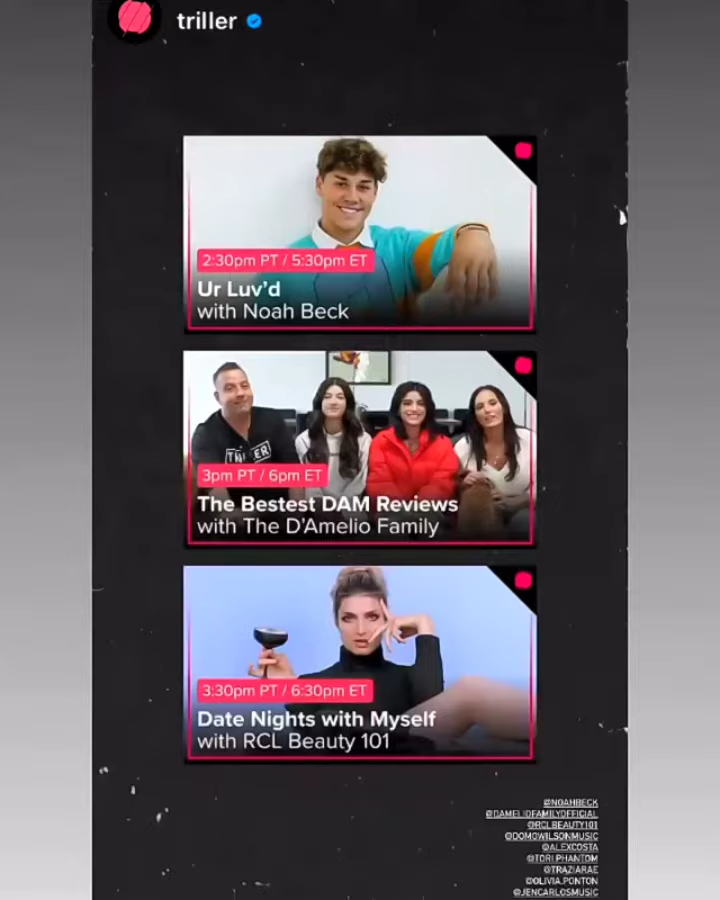 triller
2:30pm PT / 5:30pm ET
Ur Luv'd
with Noah Beck
3pm PT / 6pm ET
The Bestest DAM Reviews
with The D'Amelio Family
3:30pm PT / 6:30pm ET
Date Nights with Myself
with RCL Beauty 101
@NOAHBECK
@DAMELIOFAMILYOFFICIAL
@RCLBEAUTY101
@DOMOWILSONMUSIC
@ALEXCOSTA
@TORI.PHANTOM
@TRAZIARAE
@OLIVIA.PONTON
@JENCARLOSMUSIC